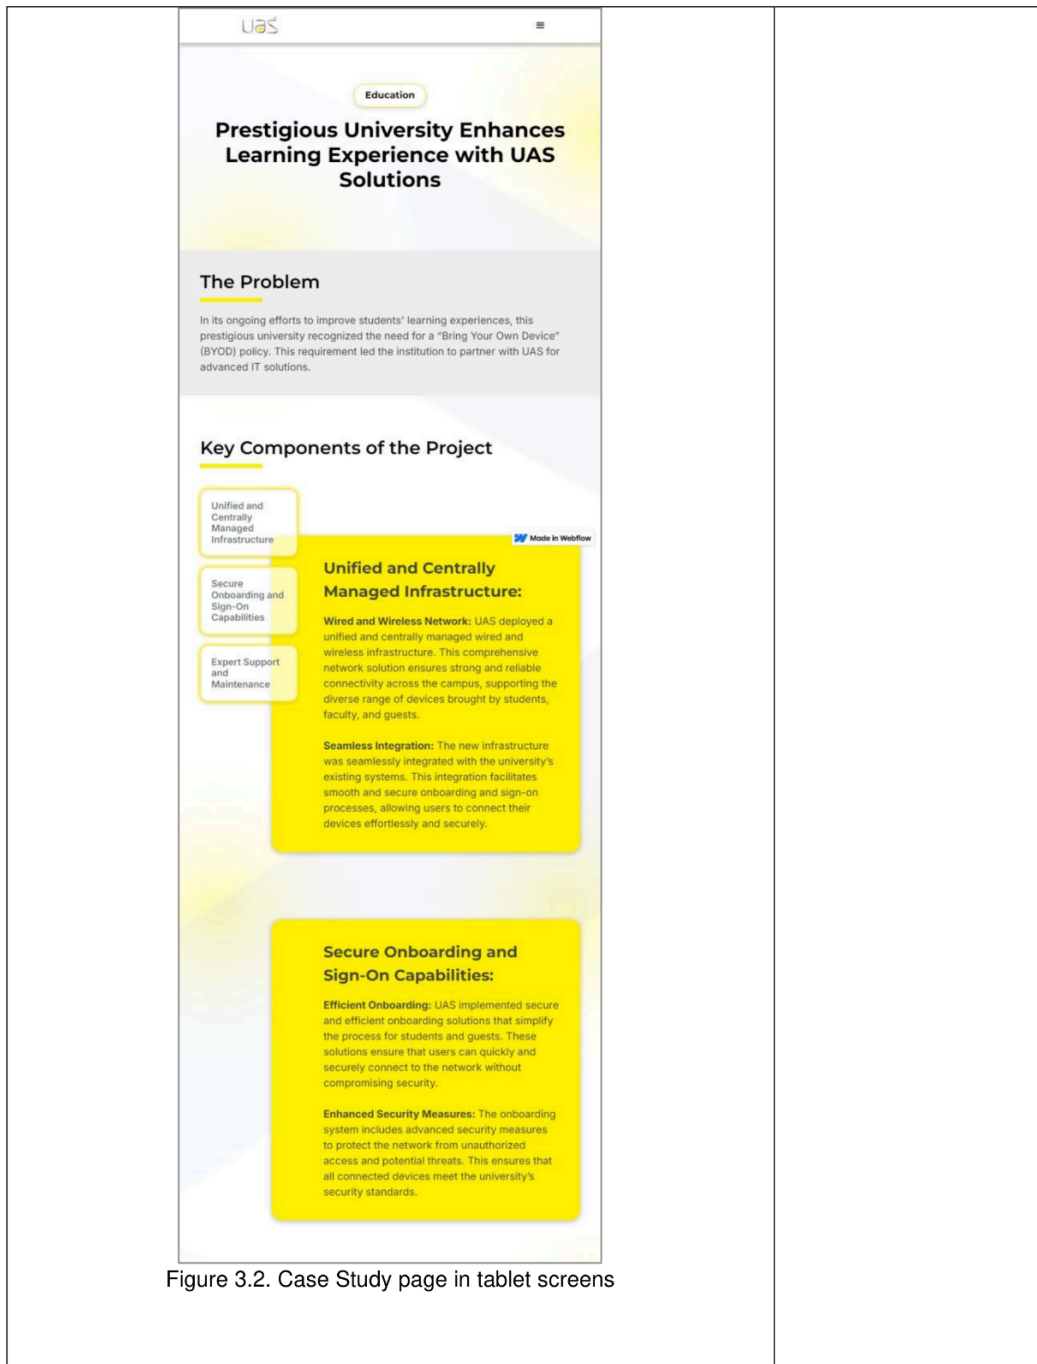 uas
Education
Prestigious University Enhances
Learning Experience with UAS
Solutions
The Problem
In its ongoing efforts to improve students' learning experiences, this
prestigious university recognized the need for a “Bring Your Own Device”
(BYOD) policy. This requirement led the institution to partner with UAS for
advanced IT solutions.
Key Components of the Project
Unified and
Centrally
Managed
Infrastructure
Secure
Onboarding and
Sign-On
Capabilities
Expert Support
and
Maintenance
Made in Webflow
Unified and Centrally
Managed Infrastructure:
Wired and Wireless Network: UAS deployed a
unified and centrally managed wired and
wireless infrastructure. This comprehensive
network solution ensures strong and reliable
connectivity across the campus, supporting the
diverse range of devices brought by students,
faculty, and guests.
Seamless Integration: The new infrastructure
was seamlessly integrated with the university's
existing systems. This integration facilitates
smooth and secure onboarding and sign-on
processes, allowing users to connect their
devices effortlessly and securely.
Secure Onboarding and
Sign-On Capabilities:
Efficient Onboarding: UAS implemented secure
and efficient onboarding solutions that simplify
the process for students and guests. These
solutions ensure that users can quickly and
securely connect to the network without
compromising security.
Enhanced Security Measures: The onboarding
system includes advanced security measures
to protect the network from unauthorized
access and potential threats. This ensures that
all connected devices meet the university's
security standards.
Figure 3.2. Case Study page in tablet screens